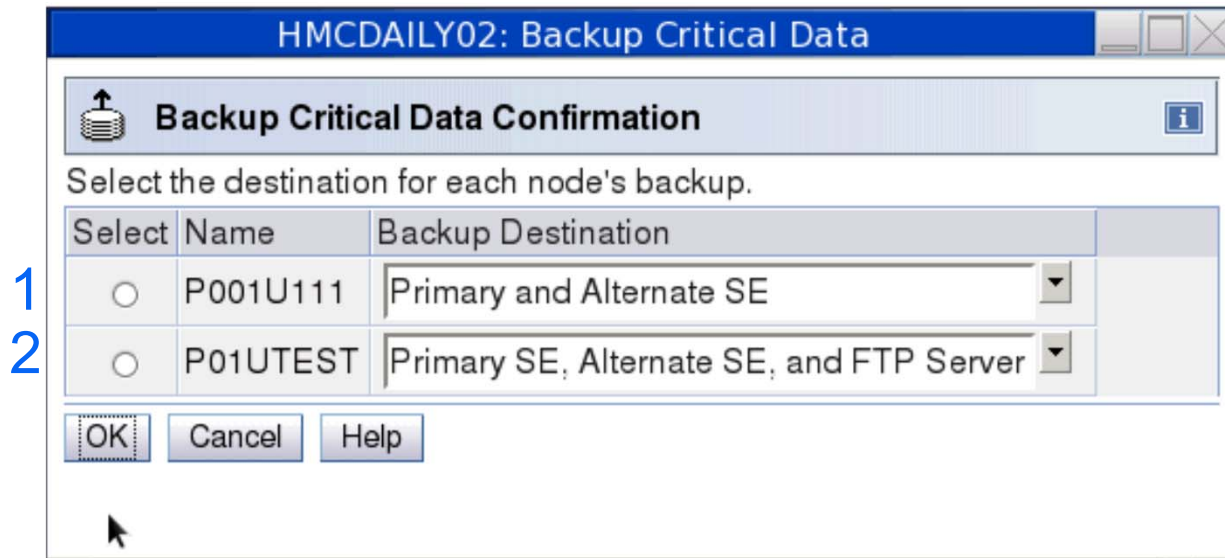 HMCDAILY02: Backup Critical Data
Backup Critical Data Confirmation
i
Select the destination for each node's backup.
Select Name Backup Destination
1 P001U111 Primary and Alternate SE
2 P01UTEST Primary SE, Alternate SE, and FTP Server
OK Cancel Help